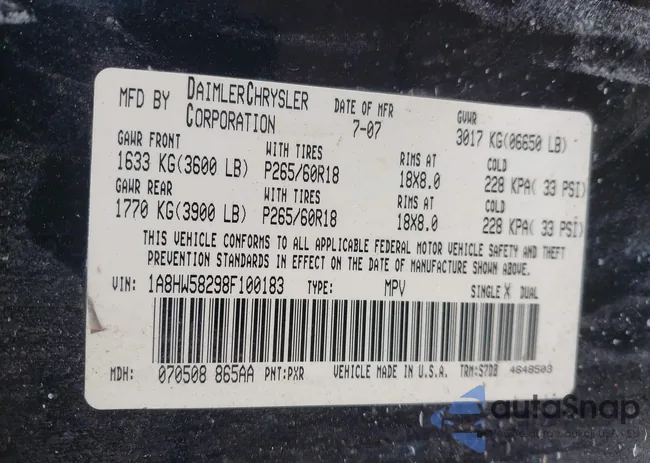 MFD BY DAIMLERCHRYSLER CORPORATION DATE OF MFR 7-07 GVWR 3017 KG(06650 LB)
GAWR FRONT WITH TIRES RIMS AT COLD
1633 KG(3600 LB) P265/60R18 18X8.0 228 KPA( 33 PSI)
GAWR REAR WITH TIRES RIMS AT COLD
1770 KG(3900 LB) P265/60R18 18X8.0 228 KPA( 33 PSI)
THIS VEHICLE CONFORMS TO ALL APPLICABLE FEDERAL MOTOR VEHICLE SAFETY AND THEFT
PREVENTION STANDARDS IN EFFECT ON THE DATE OF MANUFACTURE SHOWN ABOVE.
VIN: 1A8HW58298F100183 TYPE: MPV SINGLE X DUAL
MDH: 070508 865AA PNT:PXR VEHICLE MADE IN U.S.A. TRM:S7DB 4648503
autoSnap